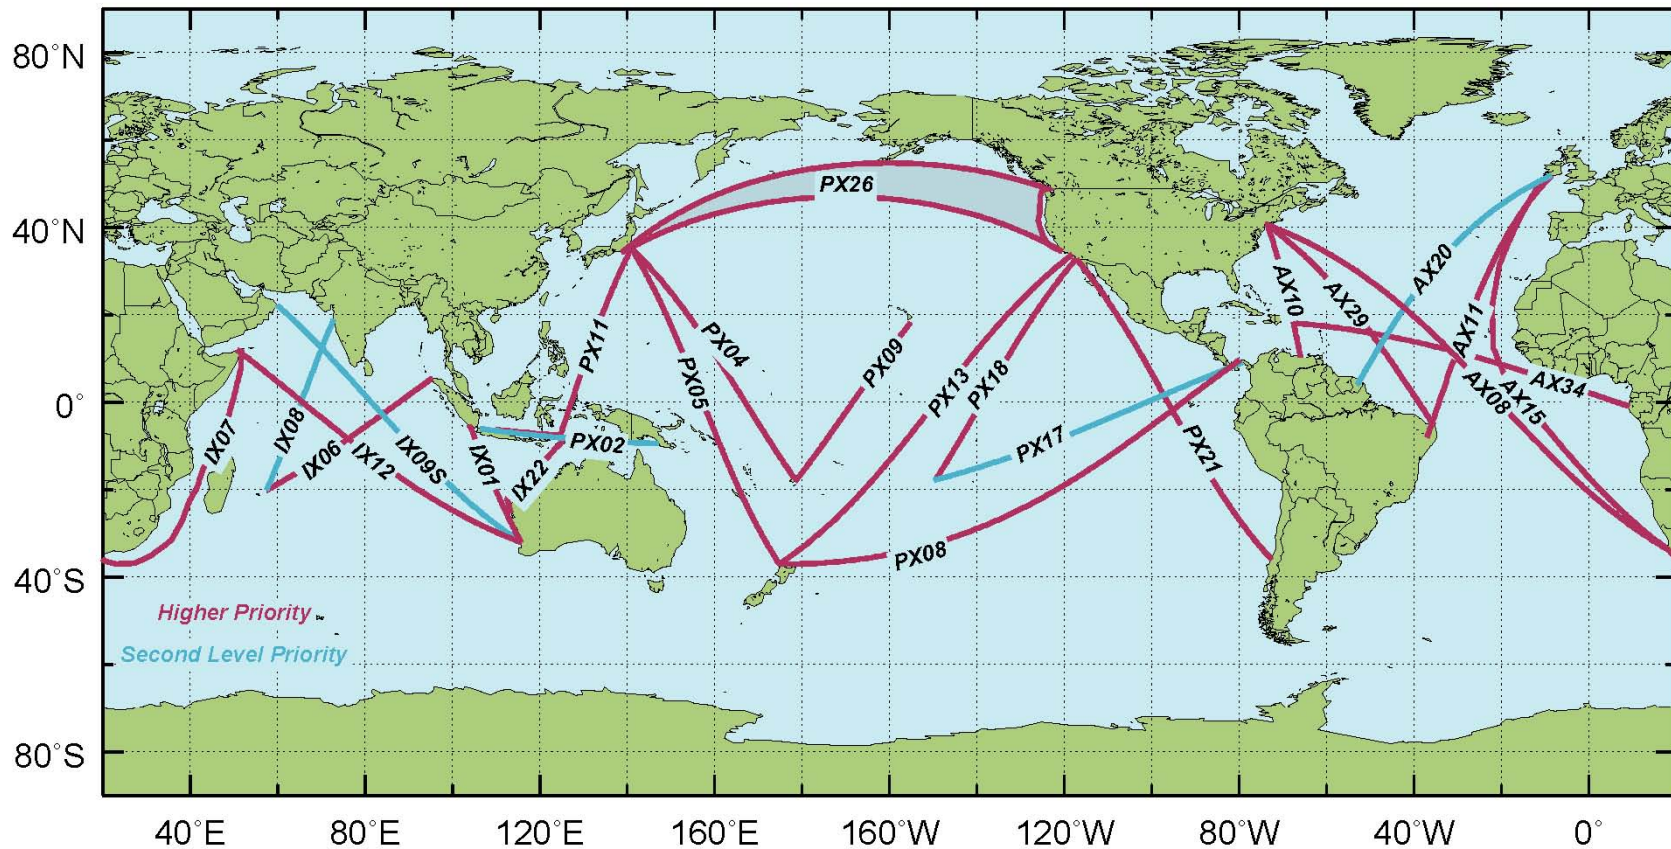 80°N
40°N
0°
40°S
80°S
PX26
AX20
AX10
AX29
AX11
PX11
PX04
PX09
PX05
PX13
PX18
AX34
AX08
AX15
IX07
IX08
IX06
IX12
IX09S
IX01
IX22
PX02
PX17
PX21
PX08
Higher Priority
Second Level Priority
40°E
80°E
120°E
160°E
160°W
120°W
80°W
40°W
0°